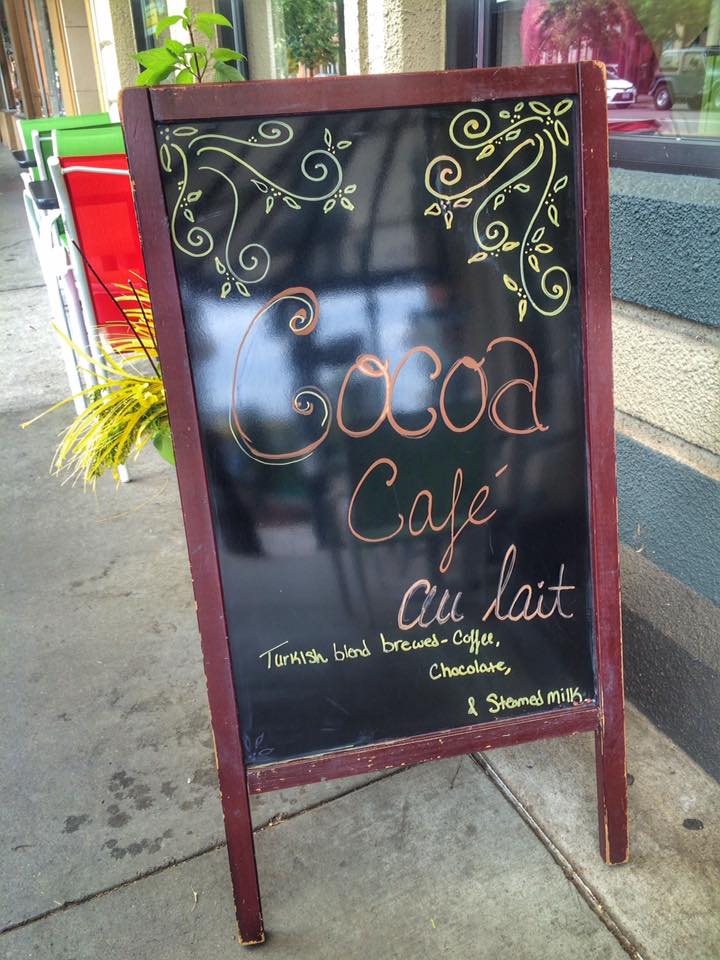 Cocoa
Café
au lait
Turkish blend brewed-Coffee,
Chocolate,
& Steamed Milk